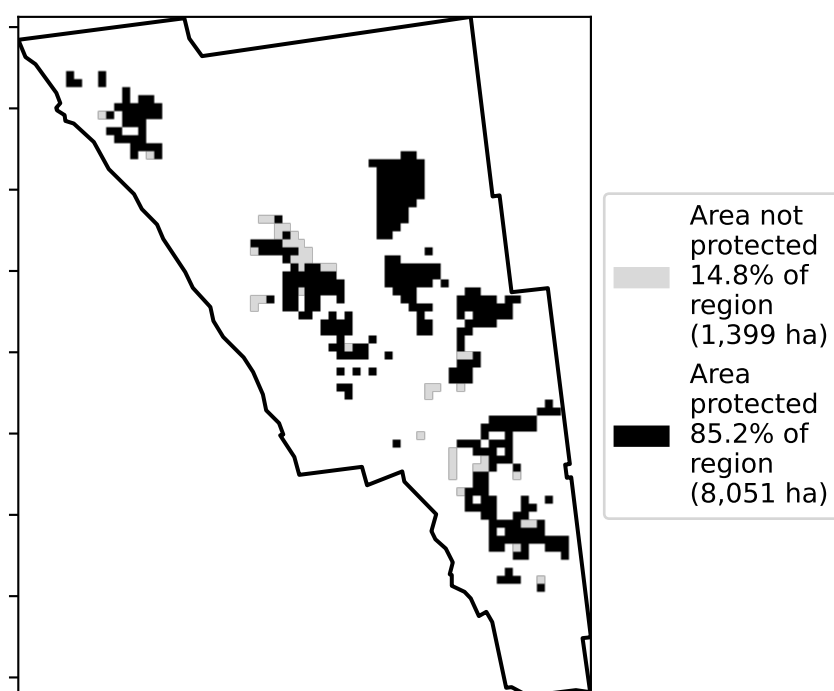 Area not
protected
14.8% of
region
(1,399 ha)
Area
protected
85.2% of
region
(8,051 ha)